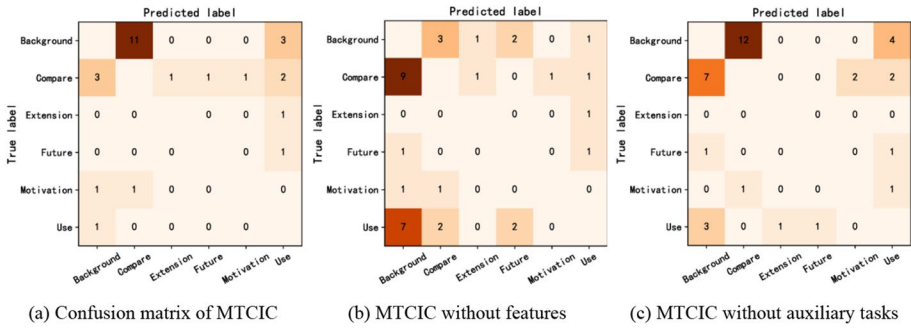 Predicted label
Background 11 0 0 0 3
Compare 3 1 1 1 2
Extension 0 0 0 0 1
Future 0 0 0 0 1
Motivation 1 1 0 0 0
Use 1 0 0 0 0
True label
Background Compare Extension Future Motivation Use
(a) Confusion matrix of MTCIC
Predicted label
Background 3 1 2 0 1
Compare 9 1 0 1 1
Extension 0 0 0 0 1
Future 1 0 0 0 1
Motivation 1 1 0 0 0
Use 7 2 0 2 0
True label
Background Compare Extension Future Motivation Use
(b) MTCIC without features
Predicted label
Background 12 0 0 0 4
Compare 7 0 0 2 2
Extension 0 0 0 0 0
Future 1 0 0 0 1
Motivation 0 1 0 0 1
Use 3 0 1 1 0
True label
Background Compare Extension Future Motivation Use
(c) MTCIC without auxiliary tasks